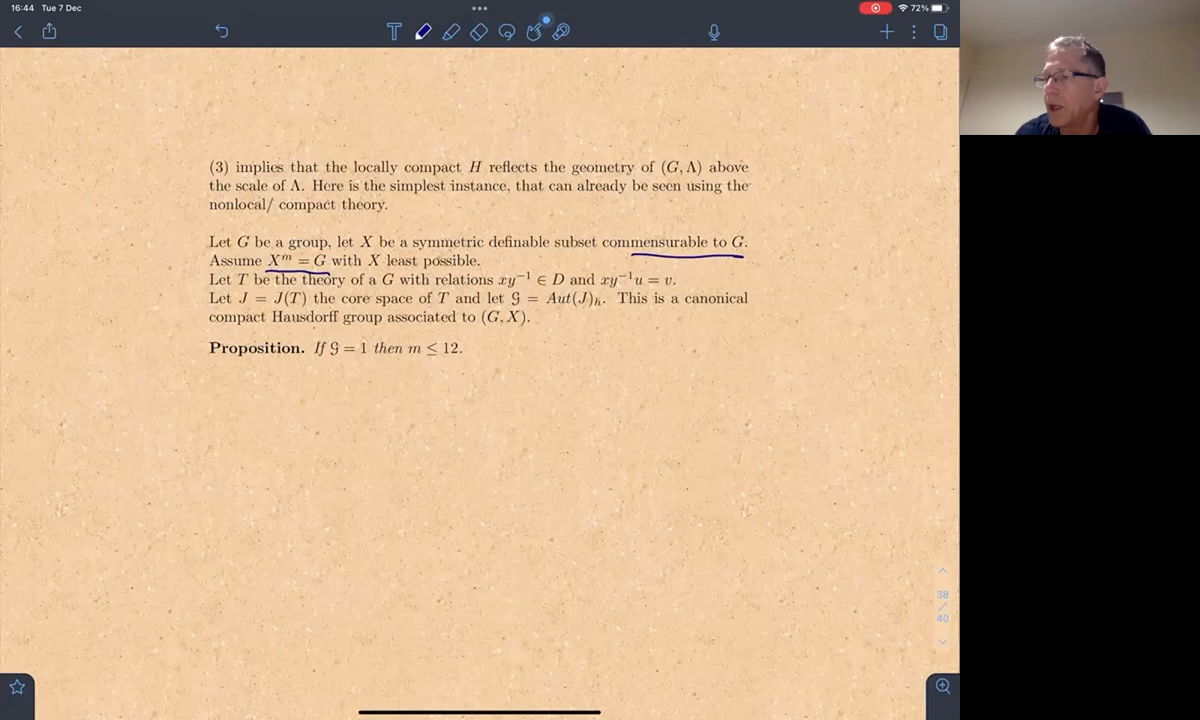 16:44 Tue 7 Dec
72%
(3) implies that the locally compact H reflects the geometry of (G, Λ) above
the scale of Λ. Here is the simplest instance, that can already be seen using the
nonlocal/ compact theory.
Let G be a group, let X be a symmetric definable subset commensurable to G.
Assume Xᵐ = G with X least possible.
Let T be the theory of a G with relations xy⁻¹ ∈ D and xy⁻¹u = v.
Let J = J(T) the core space of T and let 𝒢 = Aut(J)ₕ. This is a canonical
compact Hausdorff group associated to (G, X).
Proposition. If 𝒢 = 1 then m ≤ 12.
38
/
40